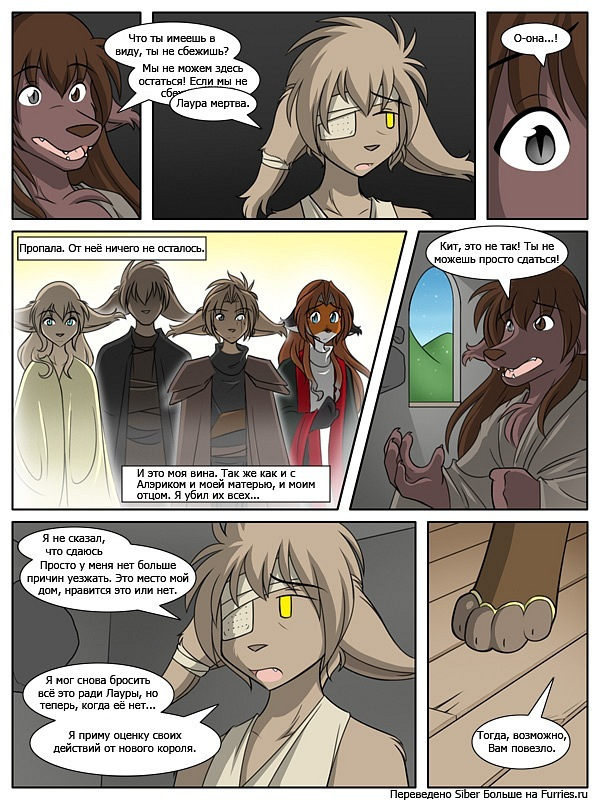 Что ты имеешь в
виду, ты не сбежишь?
Мы не можем здесь
остаться! Если мы не
Лаура мертва.
О-она...!
Пропала. От неё ничего не осталось.
И это моя вина. Так же как и с
Алэриком и моей матерью, и моим
отцом. Я убил их всех...
Кит, это не так! Ты не
можешь просто сдаться!
Я не сказал,
что сдаюсь
Просто у меня нет больше
причин уезжать. Это место мой
дом, нравится это или нет.
Я мог снова бросить
всё это ради Лауры, но
теперь, когда её нет...
Я приму оценку своих
действий от нового короля.
Тогда, возможно,
Вам повезло.
Переведено Siber Больше на Furries.ru